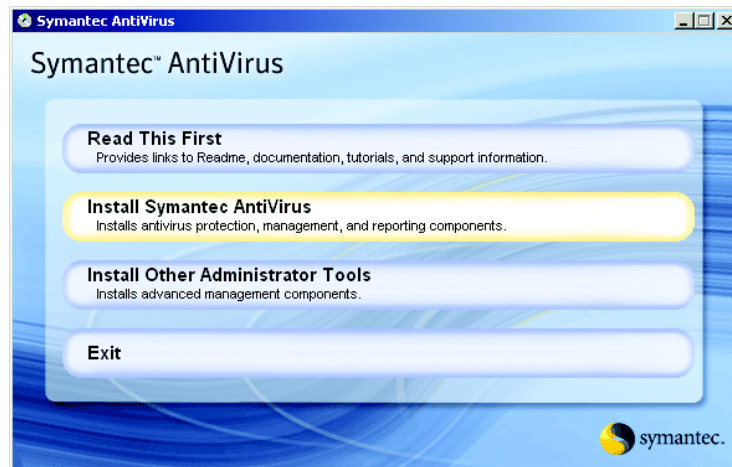 Symantec AntiVirus
Symantec™ AntiVirus
Read This First
Provides links to Readme, documentation, tutorials, and support information.
Install Symantec AntiVirus
Installs antivirus protection, management, and reporting components.
Install Other Administrator Tools
Installs advanced management components.
Exit
symantec.